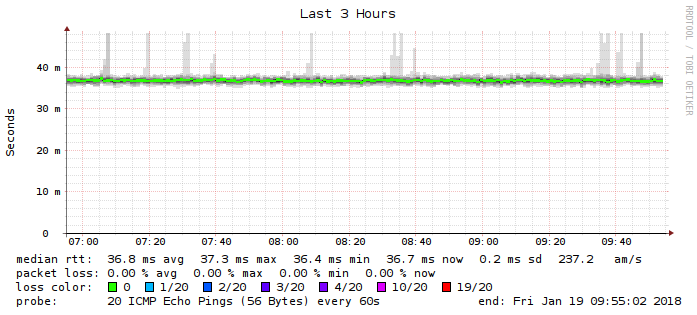 Last 3 Hours
RRDTOOL / TOBI OETIKER
Seconds
40 m
30 m
20 m
10 m
0
07:00 07:20 07:40 08:00 08:20 08:40 09:00 09:20 09:40
median rtt: 36.8 ms avg 37.3 ms max 36.4 ms min 36.7 ms now 0.2 ms sd 237.2 am/s
packet loss: 0.00 % avg 0.00 % max 0.00 % min 0.00 % now
loss color: 0 1/20 2/20 3/20 4/20 10/20 19/20
probe: 20 ICMP Echo Pings (56 Bytes) every 60s end: Fri Jan 19 09:55:02 2018